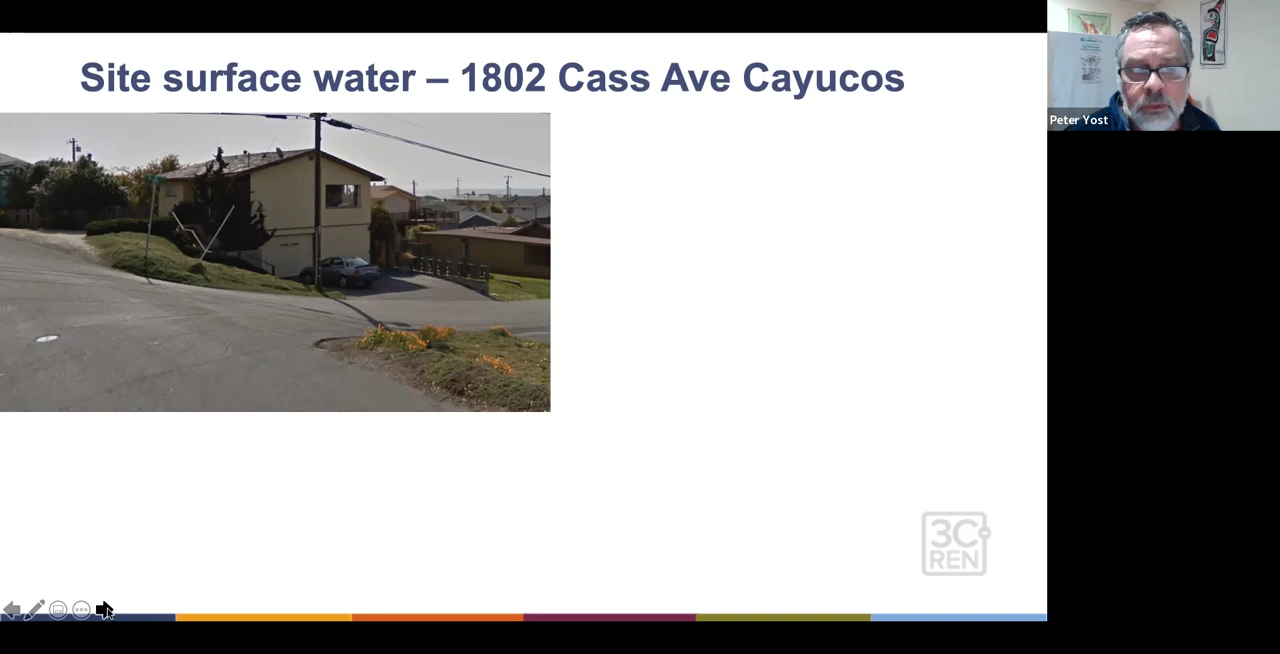 Site surface water – 1802 Cass Ave Cayucos
Peter Yost
3C
REN